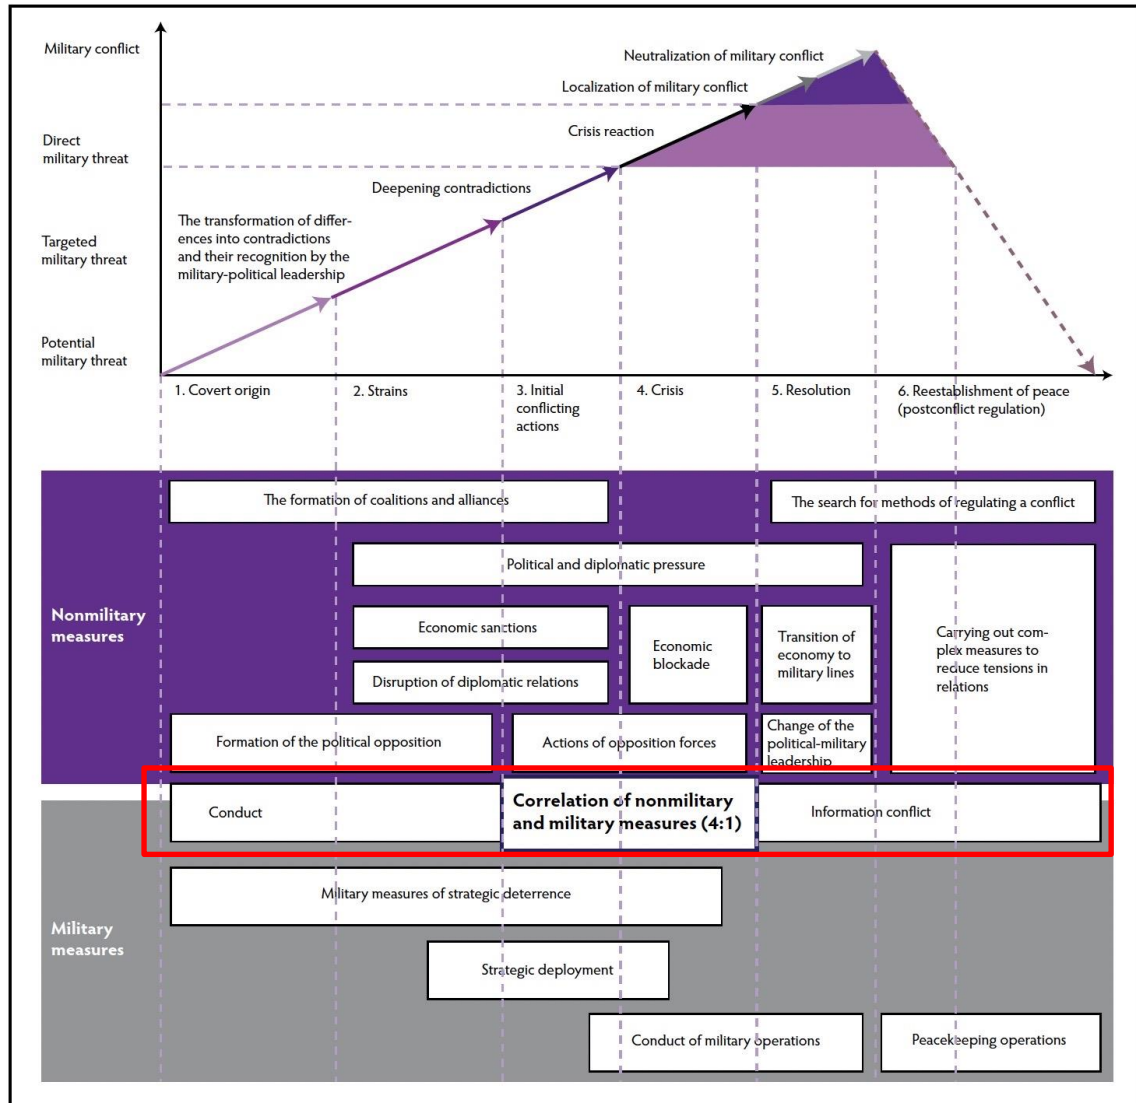 Military conflict
Neutralization of military conflict
Localization of military conflict
Crisis reaction
Direct
military threat
Deepening contradictions
The transformation of differ-
ences into contradictions
and their recognition by the
military-political leadership
Targeted
military threat
Potential
military threat
1. Covert origin
2. Strains
3. Initial
conflicting
actions
4. Crisis
5. Resolution
6. Reestablishment of peace
(postconflict regulation)
Nonmilitary
measures
The formation of coalitions and alliances
The search for methods of regulating a conflict
Political and diplomatic pressure
Economic sanctions
Disruption of diplomatic relations
Economic
blockade
Transition of
economy to
military lines
Carrying out com-
plex measures to
reduce tensions in
relations
Formation of the political opposition
Actions of opposition forces
Change of the
political-military
leadership
Conduct
Correlation of nonmilitary
and military measures (4:1)
Information conflict
Military
measures
Military measures of strategic deterrence
Strategic deployment
Conduct of military operations
Peacekeeping operations